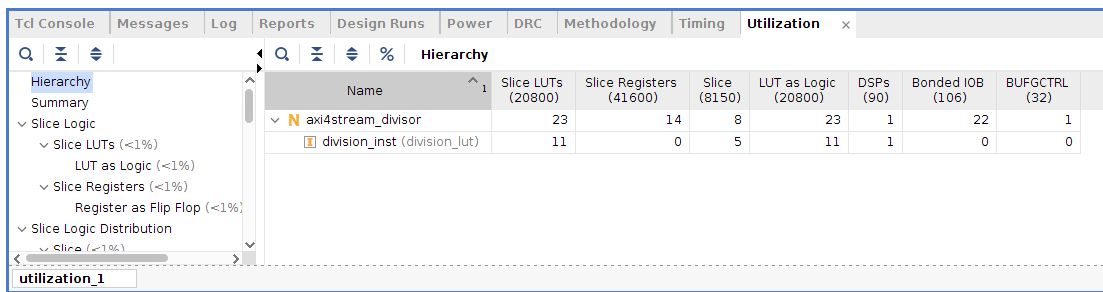 Tcl Console Messages Log Reports Design Runs Power DRC Methodology Timing Utilization ×
% Hierarchy
Hierarchy
Summary
Slice Logic
Slice LUTs (<1%)
LUT as Logic (<1%)
Slice Registers (<1%)
Register as Flip Flop (<1%)
Slice Logic Distribution
Slice (<1%)
Name 1 Slice LUTs (20800) Slice Registers (41600) Slice (8150) LUT as Logic (20800) DSPs (90) Bonded IOB (106) BUFGCTRL (32)
N axi4stream_divisor 23 14 8 23 1 22 1
I division_inst (division_lut) 11 0 5 11 1 0 0
utilization_1